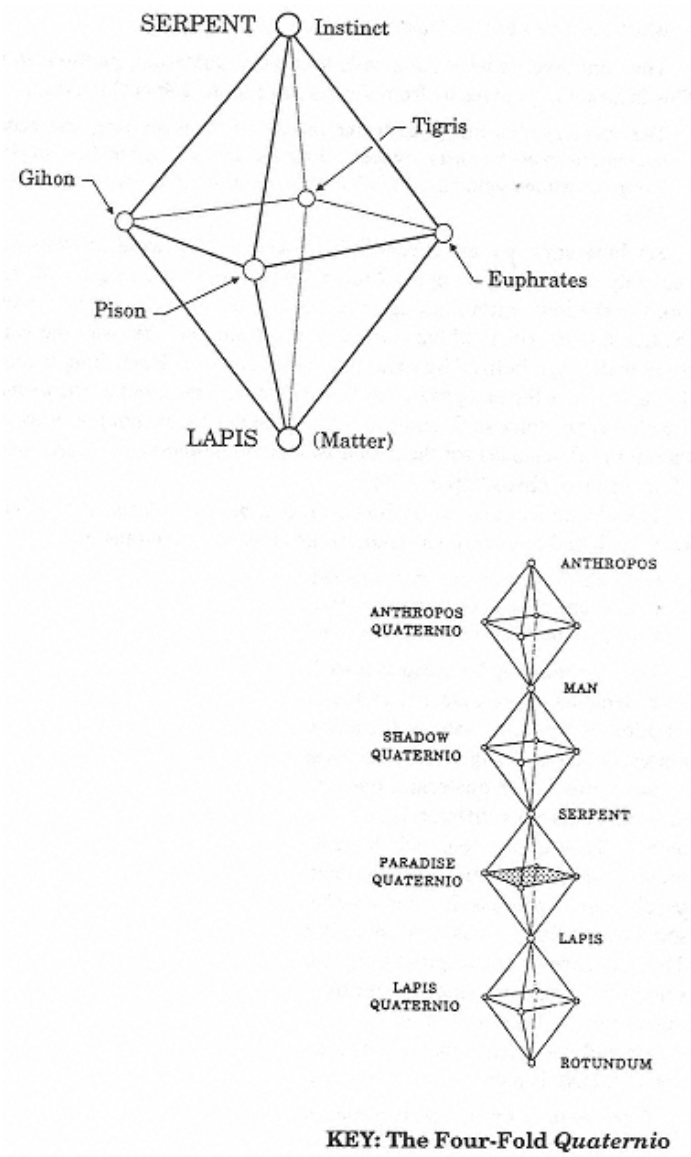 SERPENT Instinct
Tigris
Gihon
Euphrates
Pison
LAPIS (Matter)
ANTHROPOS
ANTHROPOS
QUATERNIO
MAN
SHADOW
QUATERNIO
SERPENT
PARADISE
QUATERNIO
LAPIS
LAPIS
QUATERNIO
ROTUNDUM
KEY: The Four-Fold Quaternio